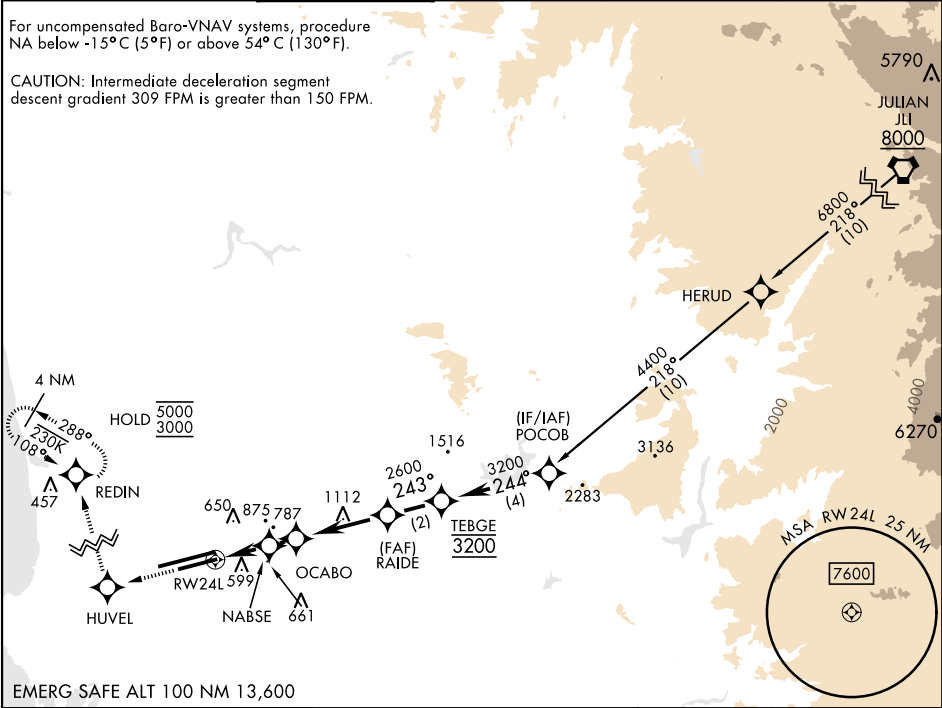 For uncompensated Baro-VNAV systems, procedure
NA below -15°C (5°F) or above 54°C (130°F).
CAUTION: Intermediate deceleration segment
descent gradient 309 FPM is greater than 150 FPM.
5790
JULIAN
JLI
8000
6800
218°
(10)
HERUD
4400
218°
(10)
2000
4000
6270
4 NM
HOLD 5000
3000
288°
230K
108°
REDIN
457
(IF/IAF)
POCOB
3136
2283
1516
3200
244°
(4)
2600
243°
(2)
TEBGE
3200
1112
(FAF)
RAIDE
650
875
787
OCABO
RW24L
599
NABSE
661
HUVEL
MSA RW24L 25 NM
7600
EMERG SAFE ALT 100 NM 13,600